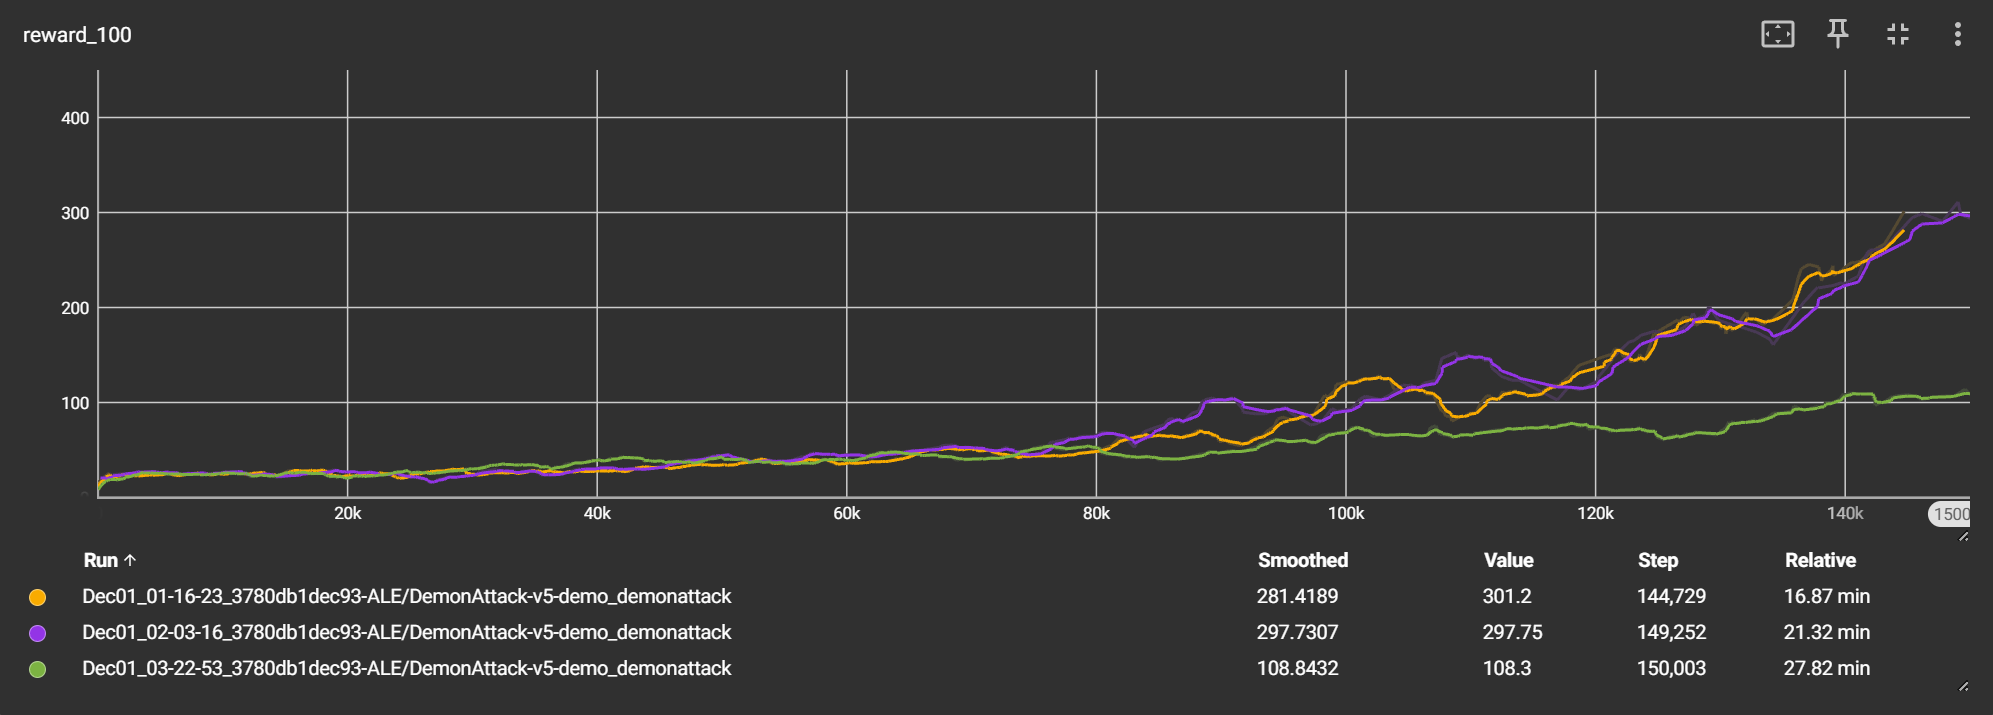 reward_100
400
300
200
100
0
20k 40k 60k 80k 100k 120k 140k 1500
Run ↑ Smoothed Value Step Relative
Dec01_01-16-23_3780db1dec93-ALE/DemonAttack-v5-demo_demonattack 281.4189 301.2 144,729 16.87 min
Dec01_02-03-16_3780db1dec93-ALE/DemonAttack-v5-demo_demonattack 297.7307 297.75 149,252 21.32 min
Dec01_03-22-53_3780db1dec93-ALE/DemonAttack-v5-demo_demonattack 108.8432 108.3 150,003 27.82 min